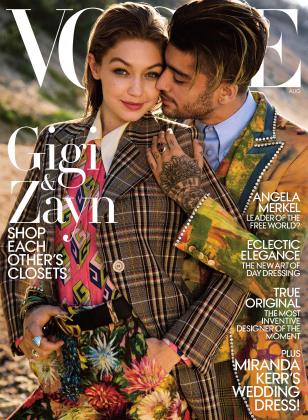 VOGUE
AUG
Gigi
&
Zayn
SHOP
EACH
OTHER'S
CLOSETS
ANGELA
MERKEL
LEADER OF THE
FREE WORLD?
ECLECTIC
ELEGANCE
THE NEW ART OF
DAY DRESSING
TRUE
ORIGINAL
THE MOST
INVENTIVE
DESIGNER OF THE
MOMENT
PLUS
MIRANDA
KERR'S
WEDDING
DRESS!